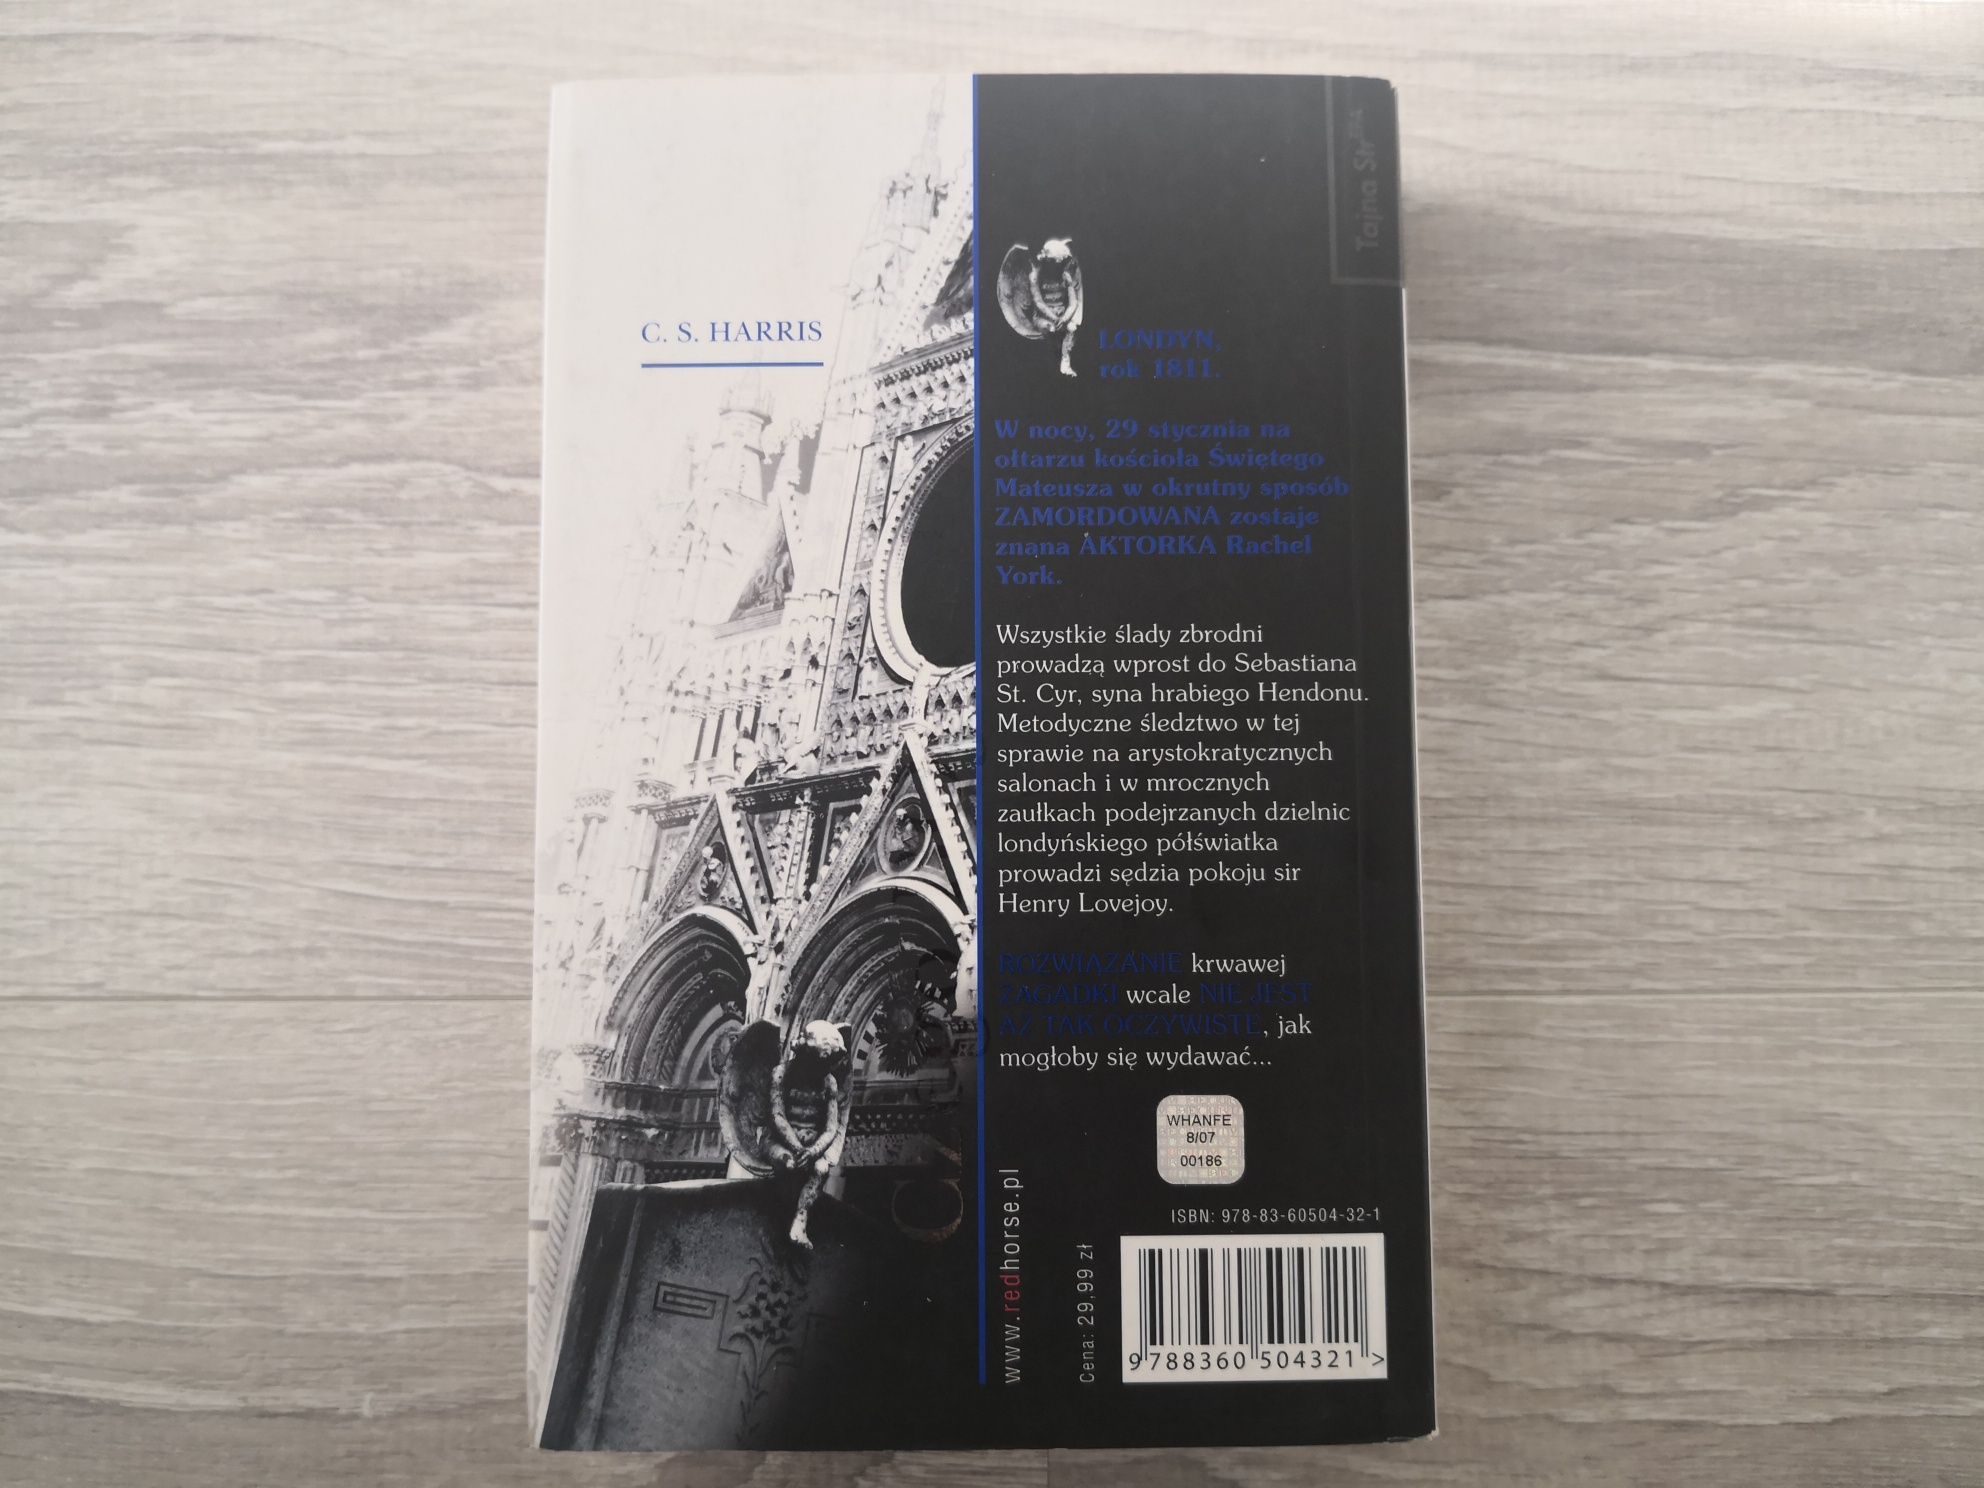 C. S. HARRIS
Tajna Strefa
LONDYN,
rok 1811.
W nocy, 29 stycznia na
ołtarzu kościoła Świętego
Mateusza w okrutny sposób
ZAMORDOWANA zostaje
znana AKTORKA Rachel
York.
Wszystkie ślady zbrodni
prowadzą wprost do Sebastiana
St. Cyr, syna hrabiego Hendonu.
Metodyczne śledztwo w tej
sprawie na arystokratycznych
salonach i w mrocznych
zaułkach podejrzanych dzielnic
londyńskiego półświatka
prowadzi sędzia pokoju sir
Henry Lovejoy.
ROZWIĄZANIE krwawej
ZAGADKI wcale NIE JEST
AŻ TAK OCZYWISTE, jak
mogłoby się wydawać...
WHANFE
8/07
00186
www.redhorse.pl
Cena: 29,99 zł
ISBN: 978-83-60504-32-1
9 788360 504321 >